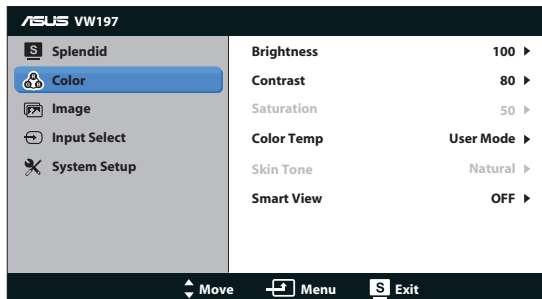 ASUS VW197
S Splendid
Color
Image
Input Select
System Setup
Brightness 100
Contrast 80
Saturation 50
Color Temp User Mode
Skin Tone Natural
Smart View OFF
Move Menu S Exit